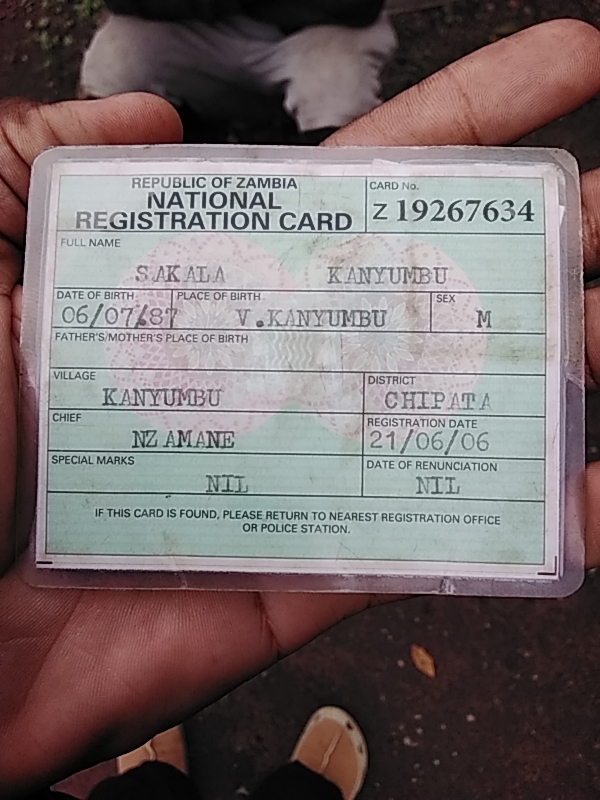 REPUBLIC OF ZAMBIA
NATIONAL
REGISTRATION CARD
CARD No.
Z 19267634
FULL NAME
SAKALA KANYUMBU
DATE OF BIRTH PLACE OF BIRTH SEX
06/07/87 V.KANYUMBU M
FATHER'S/MOTHER'S PLACE OF BIRTH
VILLAGE DISTRICT
KANYUMBU CHIPATA
CHIEF REGISTRATION DATE
NZAMANE 21/06/06
SPECIAL MARKS DATE OF RENUNCIATION
NIL NIL
IF THIS CARD IS FOUND, PLEASE RETURN TO NEAREST REGISTRATION OFFICE
OR POLICE STATION.